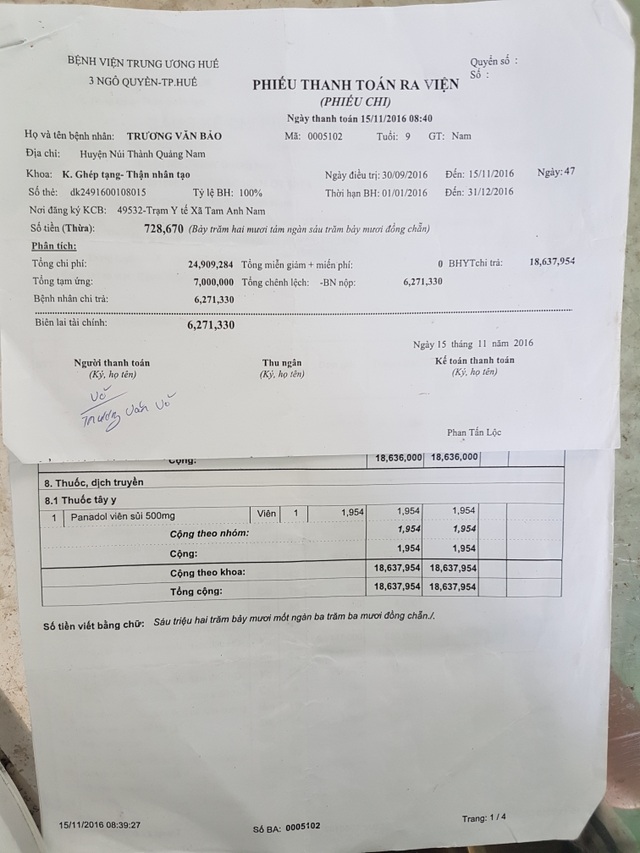 BỆNH VIỆN TRUNG ƯƠNG HUẾ
3 NGÔ QUYỀN-TP.HUẾ
Quyển số :
Số :
PHIẾU THANH TOÁN RA VIỆN
(PHIẾU CHI)
Ngày thanh toán 15/11/2016 08:40
Họ và tên bệnh nhân: TRƯƠNG VĂN BẢO Mã: 0005102 Tuổi: 9 GT: Nam
Địa chỉ: Huyện Núi Thành Quảng Nam
Khoa: K. Ghép tạng- Thận nhân tạo Ngày điều trị: 30/09/2016 Đến: 15/11/2016 Ngày: 47
Số thẻ: dk2491600108015 Tỷ lệ BH: 100% Thời hạn BH: 01/01/2016 Đến: 31/12/2016
Nơi đăng ký KCB: 49532-Trạm Y tế Xã Tam Anh Nam
Số tiền (Thừa): 728,670 (Bảy trăm hai mươi tám ngàn sáu trăm bảy mươi đồng chẵn)
Phân tích:
Tổng chi phí: 24,909,284 Tổng miễn giảm + miễn phí: 0 BHYT chi trả: 18,637,954
Tổng tạm ứng: 7,000,000 Tổng chênh lệch: -BN nộp: 6,271,330
Bệnh nhân chi trả: 6,271,330
Biên lai tài chính: 6,271,330
Ngày 15 tháng 11 năm 2016
Người thanh toán Thu ngân Kế toán thanh toán
(Ký, họ tên) (Ký, họ tên) (Ký, họ tên)
Vỡ
Trương Văn Vỡ
Phan Tấn Lộc
Cộng: 18,636,000 18,636,000
8. Thuốc, dịch truyền
8.1 Thuốc tây y
1 Panadol viên sủi 500mg Viên 1 1,954 1,954 1,954
Cộng theo nhóm: 1,954 1,954
Cộng: 1,954 1,954
Cộng theo khoa: 18,637,954 18,637,954
Tổng cộng: 18,637,954 18,637,954
Số tiền viết bằng chữ: Sáu triệu hai trăm bảy mươi mốt ngàn ba trăm ba mươi đồng chẵn./.
15/11/2016 08:39:27 Số BA: 0005102 Trang: 1 / 4